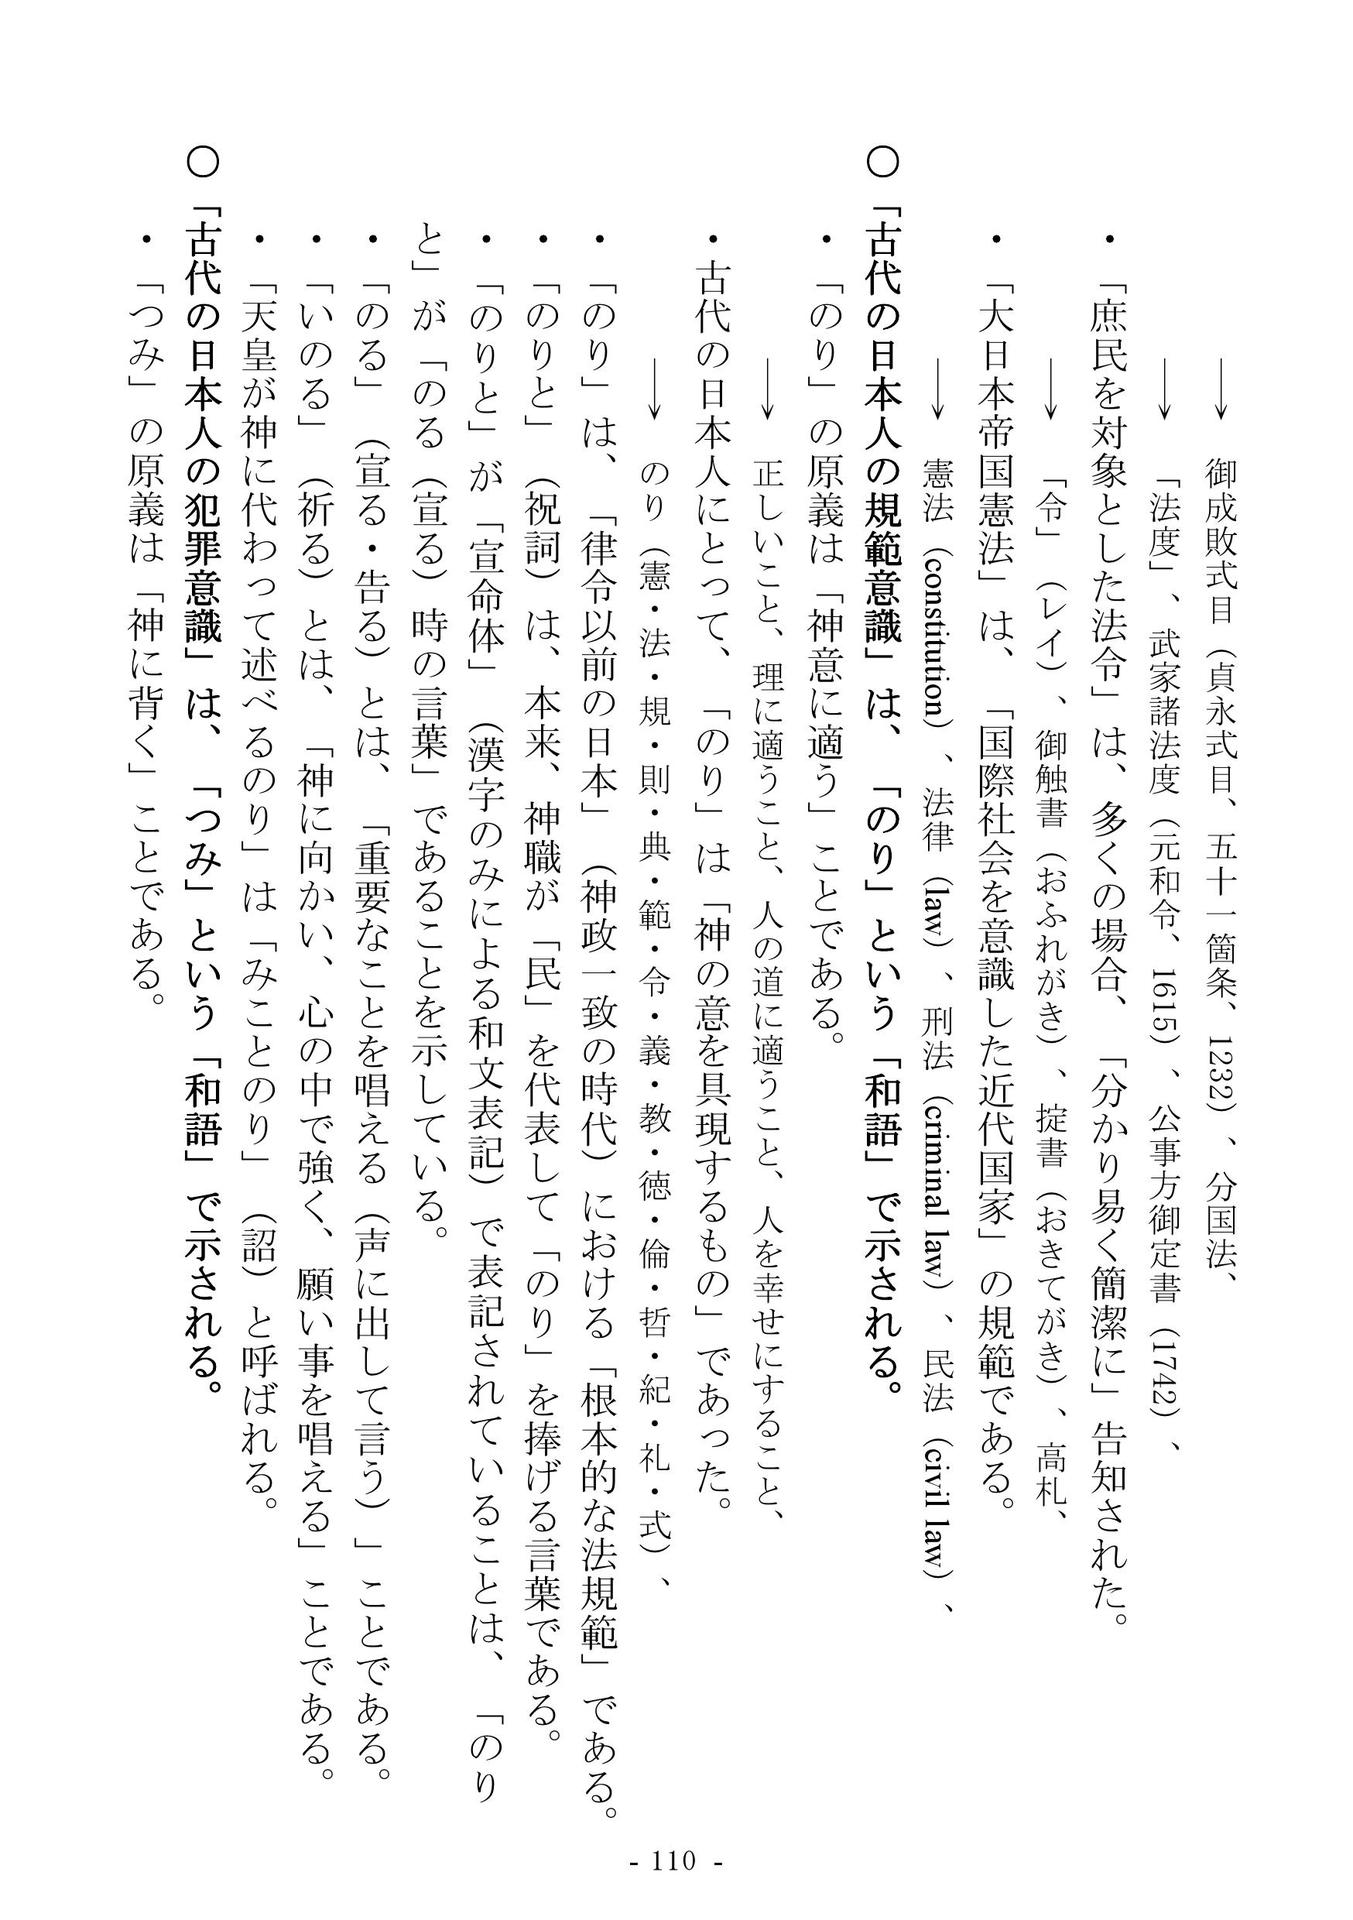 → 御成敗式目（貞永式目、五十一箇条、1232）、分国法、
→ 「法度」、武家諸法度（元和令、1615）、公事方御定書（1742）、
・「庶民を対象とした法令」は、多くの場合、「分かり易く簡潔に」告知された。
→ 「令」（レイ）、御触書（おふれがき）、掟書（おきてがき）、高札、
・「大日本帝国憲法」は、「国際社会を意識した近代国家」の規範である。
→ 憲法（constitution）、法律（law）、刑法（criminal law）、民法（civil law）、
〇「古代の日本人の規範意識」は、「のり」という「和語」で示される。
・「のり」の原義は「神意に適う」ことである。
→ 正しいこと、理に適うこと、人の道に適うこと、人を幸せにすること、
・古代の日本人にとって、「のり」は「神の意を具現するもの」であった。
→ のり（憲・法・規・則・典・範・令・義・教・徳・倫・哲・紀・礼・式）、
・「のり」は、「律令以前の日本」（神政一致の時代）における「根本的な法規範」である。
・「のりと」（祝詞）は、本来、神職が「民」を代表して「のり」を捧げる言葉である。
・「のりと」が「宣命体」（漢字のみによる和文表記）で表記されていることは、「のり
と」が「のる（宣る）時の言葉」であることを示している。
・「のる」（宣る・告る）とは、「重要なことを唱える（声に出して言う）」ことである。
・「いのる」（祈る）とは、「神に向かい、心の中で強く、願い事を唱える」ことである。
・「天皇が神に代わって述べるのり」は「みことのり」（詔）と呼ばれる。
〇「古代の日本人の犯罪意識」は、「つみ」という「和語」で示される。
・「つみ」の原義は「神に背く」ことである。
- 110 -